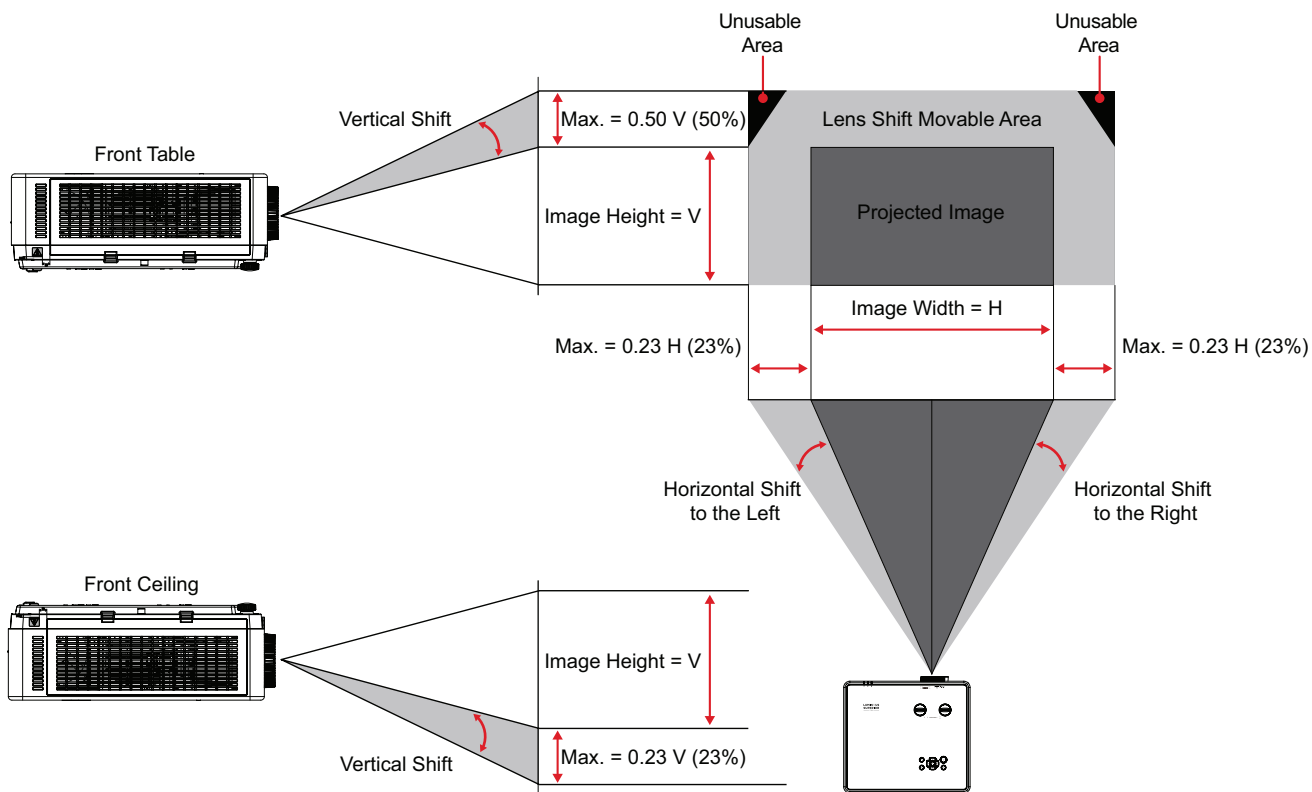 Unusable
Area
Unusable
Area
Vertical Shift
Max. = 0.50 V (50%)
Lens Shift Movable Area
Front Table
Image Height = V
Projected Image
Image Width = H
Max. = 0.23 H (23%)
Max. = 0.23 H (23%)
Horizontal Shift
to the Left
Horizontal Shift
to the Right
Front Ceiling
Image Height = V
Vertical Shift
Max. = 0.23 V (23%)